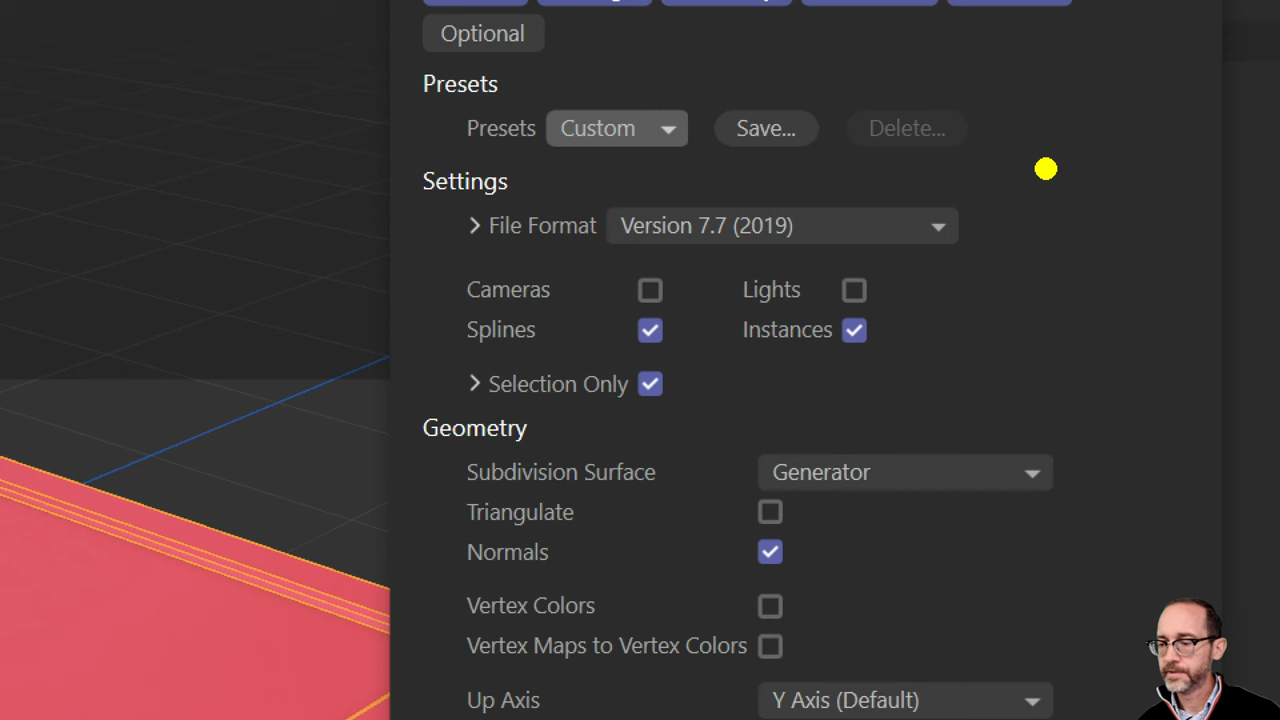 Optional
Presets
Presets Custom Save... Delete...
Settings
File Format Version 7.7 (2019)
Cameras Lights
Splines Instances
Selection Only
Geometry
Subdivision Surface Generator
Triangulate
Normals
Vertex Colors
Vertex Maps to Vertex Colors
Up Axis Y Axis (Default)